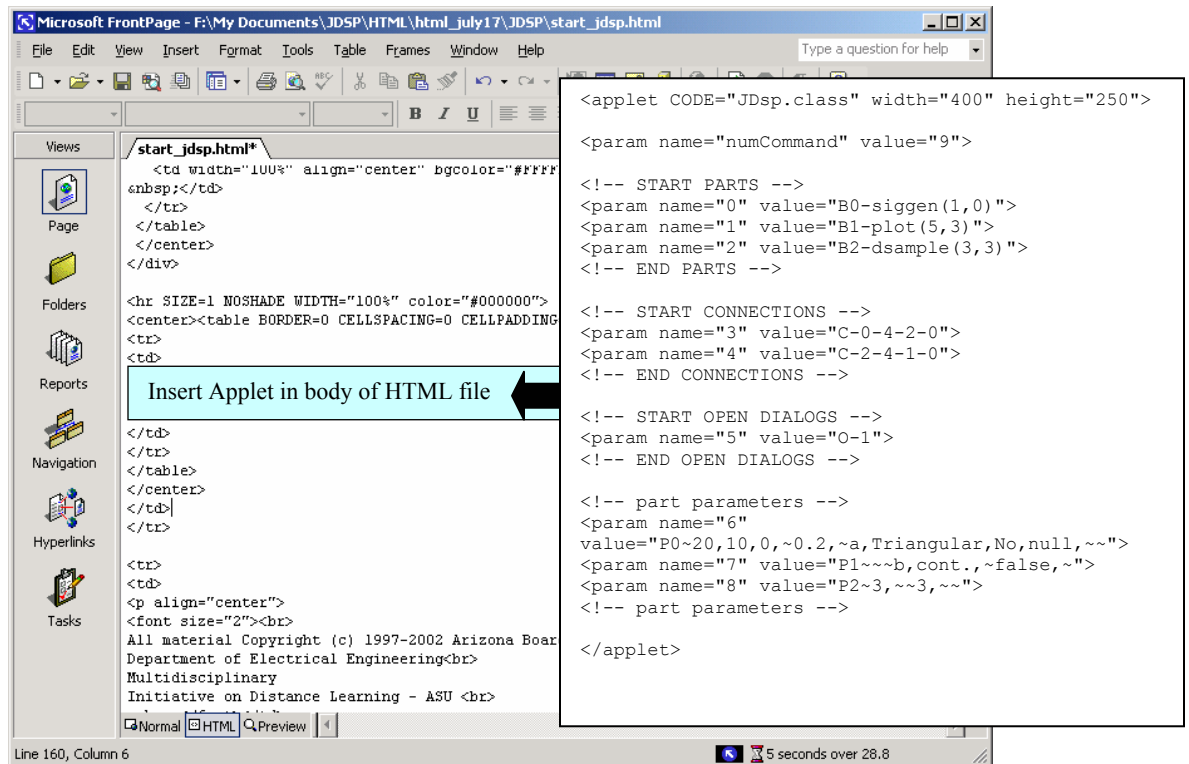 Microsoft FrontPage - F:\My Documents\JDSP\HTML\html_july17\JDSP\start_jdsp.html
File Edit View Insert Format Tools Table Frames Window Help
Type a question for help
B I U
Views
Page
Folders
Reports
Navigation
Hyperlinks
Tasks
start_jdsp.html*
<td width="100%" align="center" bgcolor="#FFFF
&nbsp;</td>
</tr>
</table>
</center>
</div>
<hr SIZE=1 NOSHADE WIDTH="100%" color="#000000">
<center><table BORDER=0 CELLSPACING=0 CELLPADDING
<tr>
<td>
Insert Applet in body of HTML file
</td>
</tr>
</table>
</center>
</td>
</tr>
<tr>
<td>
<p align="center">
<font size="2"><br>
All material Copyright (c) 1997-2002 Arizona Boar
Department of Electrical Engineering<br>
Multidisciplinary
Initiative on Distance Learning - ASU <br>
Normal HTML Preview
Line 160, Column 6
5 seconds over 28.8
<applet CODE="JDsp.class" width="400" height="250">
<param name="numCommand" value="9">
<!-- START PARTS -->
<param name="0" value="B0-siggen(1,0)">
<param name="1" value="B1-plot(5,3)">
<param name="2" value="B2-dsample(3,3)">
<!-- END PARTS -->
<!-- START CONNECTIONS -->
<param name="3" value="C-0-4-2-0">
<param name="4" value="C-2-4-1-0">
<!-- END CONNECTIONS -->
<!-- START OPEN DIALOGS -->
<param name="5" value="O-1">
<!-- END OPEN DIALOGS -->
<!-- part parameters -->
<param name="6"
value="P0~20,10,0,~0.2,~a,Triangular,No,null,~~">
<param name="7" value="P1~~~b,cont.,~false,~">
<param name="8" value="P2~3,~~3,~~">
<!-- part parameters -->
</applet>